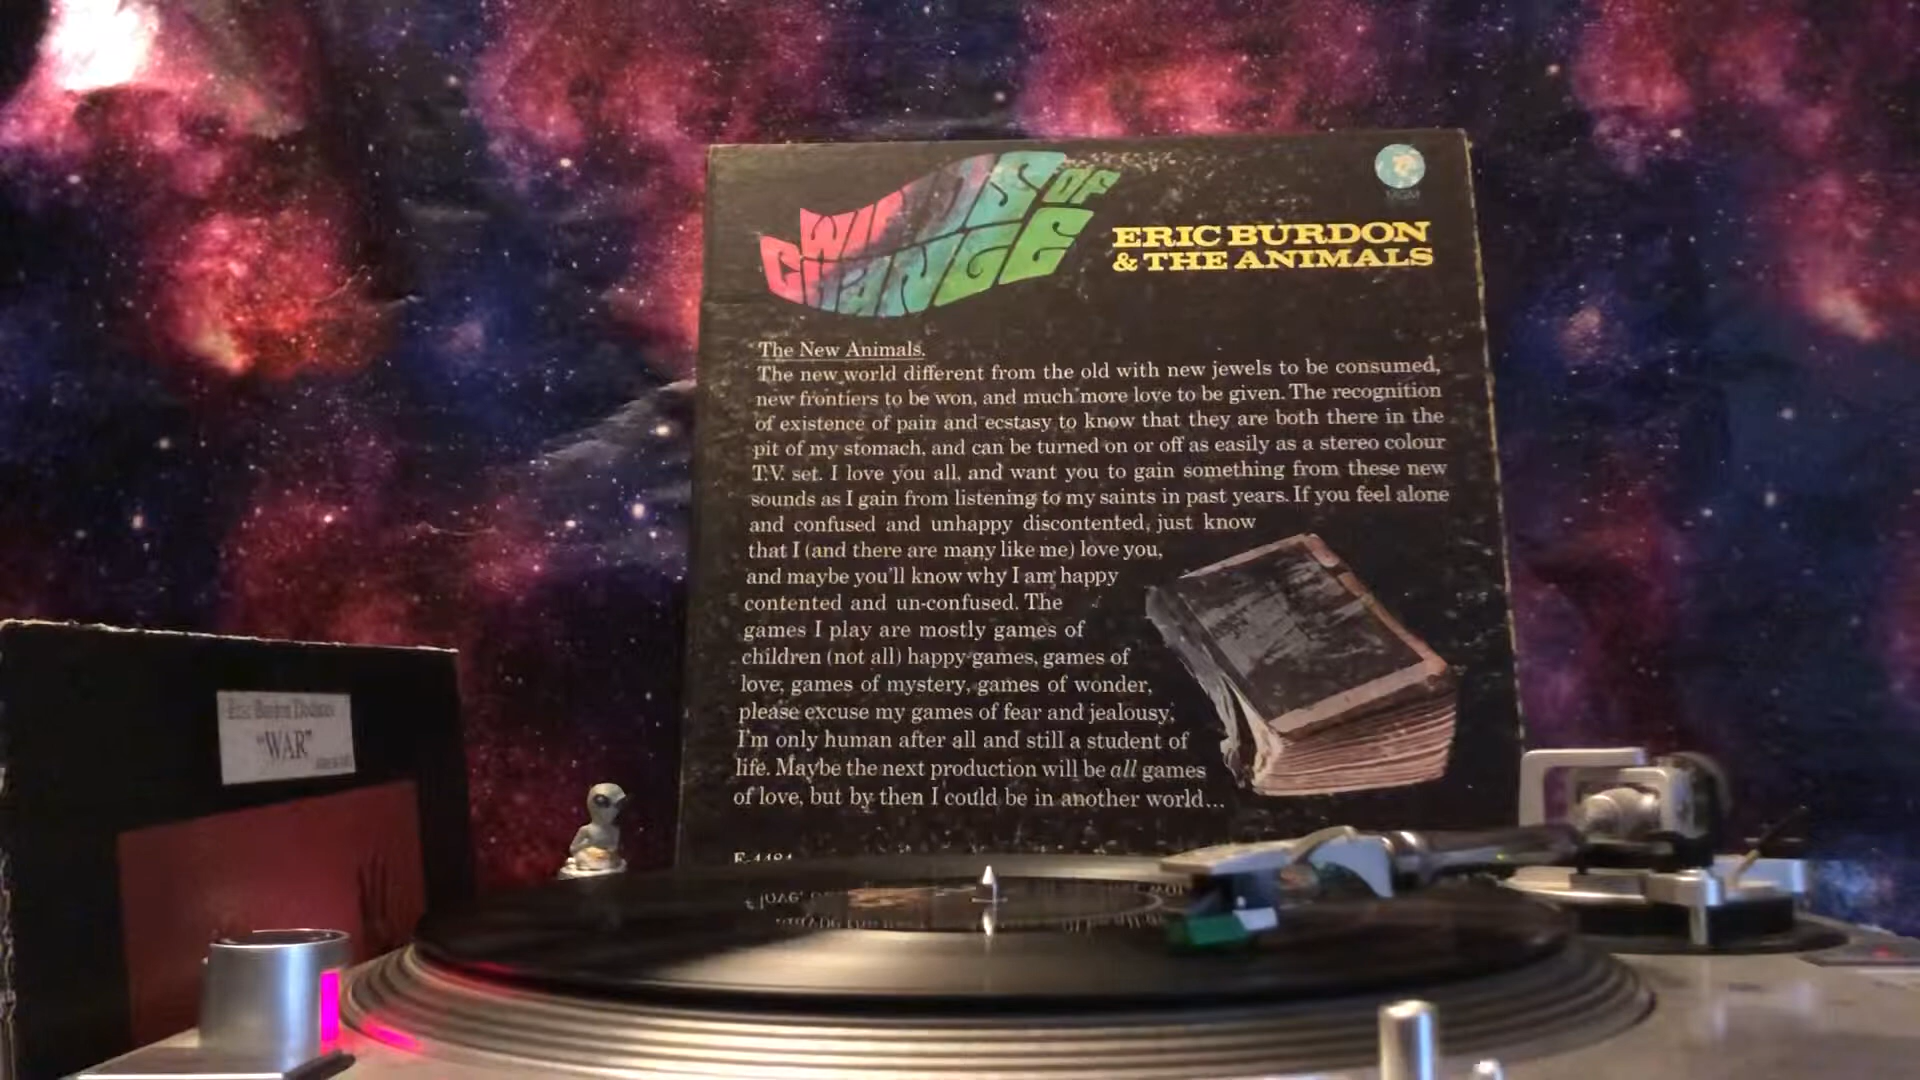 WINDS OF
CHANGE
ERIC BURDON
& THE ANIMALS
MGM
The New Animals.
The new world different from the old with new jewels to be consumed,
new frontiers to be won, and much more love to be given. The recognition
of existence of pain and ecstasy to know that they are both there in the
pit of my stomach, and can be turned on or off as easily as a stereo colour
T.V. set. I love you all, and want you to gain something from these new
sounds as I gain from listening to my saints in past years. If you feel alone
and confused and unhappy discontented, just know
that I (and there are many like me) love you,
and maybe you'll know why I am happy
contented and un-confused. The
games I play are mostly games of
children (not all) happy games, games of
love, games of mystery, games of wonder,
please excuse my games of fear and jealousy,
I'm only human after all and still a student of
life. Maybe the next production will be all games
of love, but by then I could be in another world...
Eric Burdon Declares
"WAR"